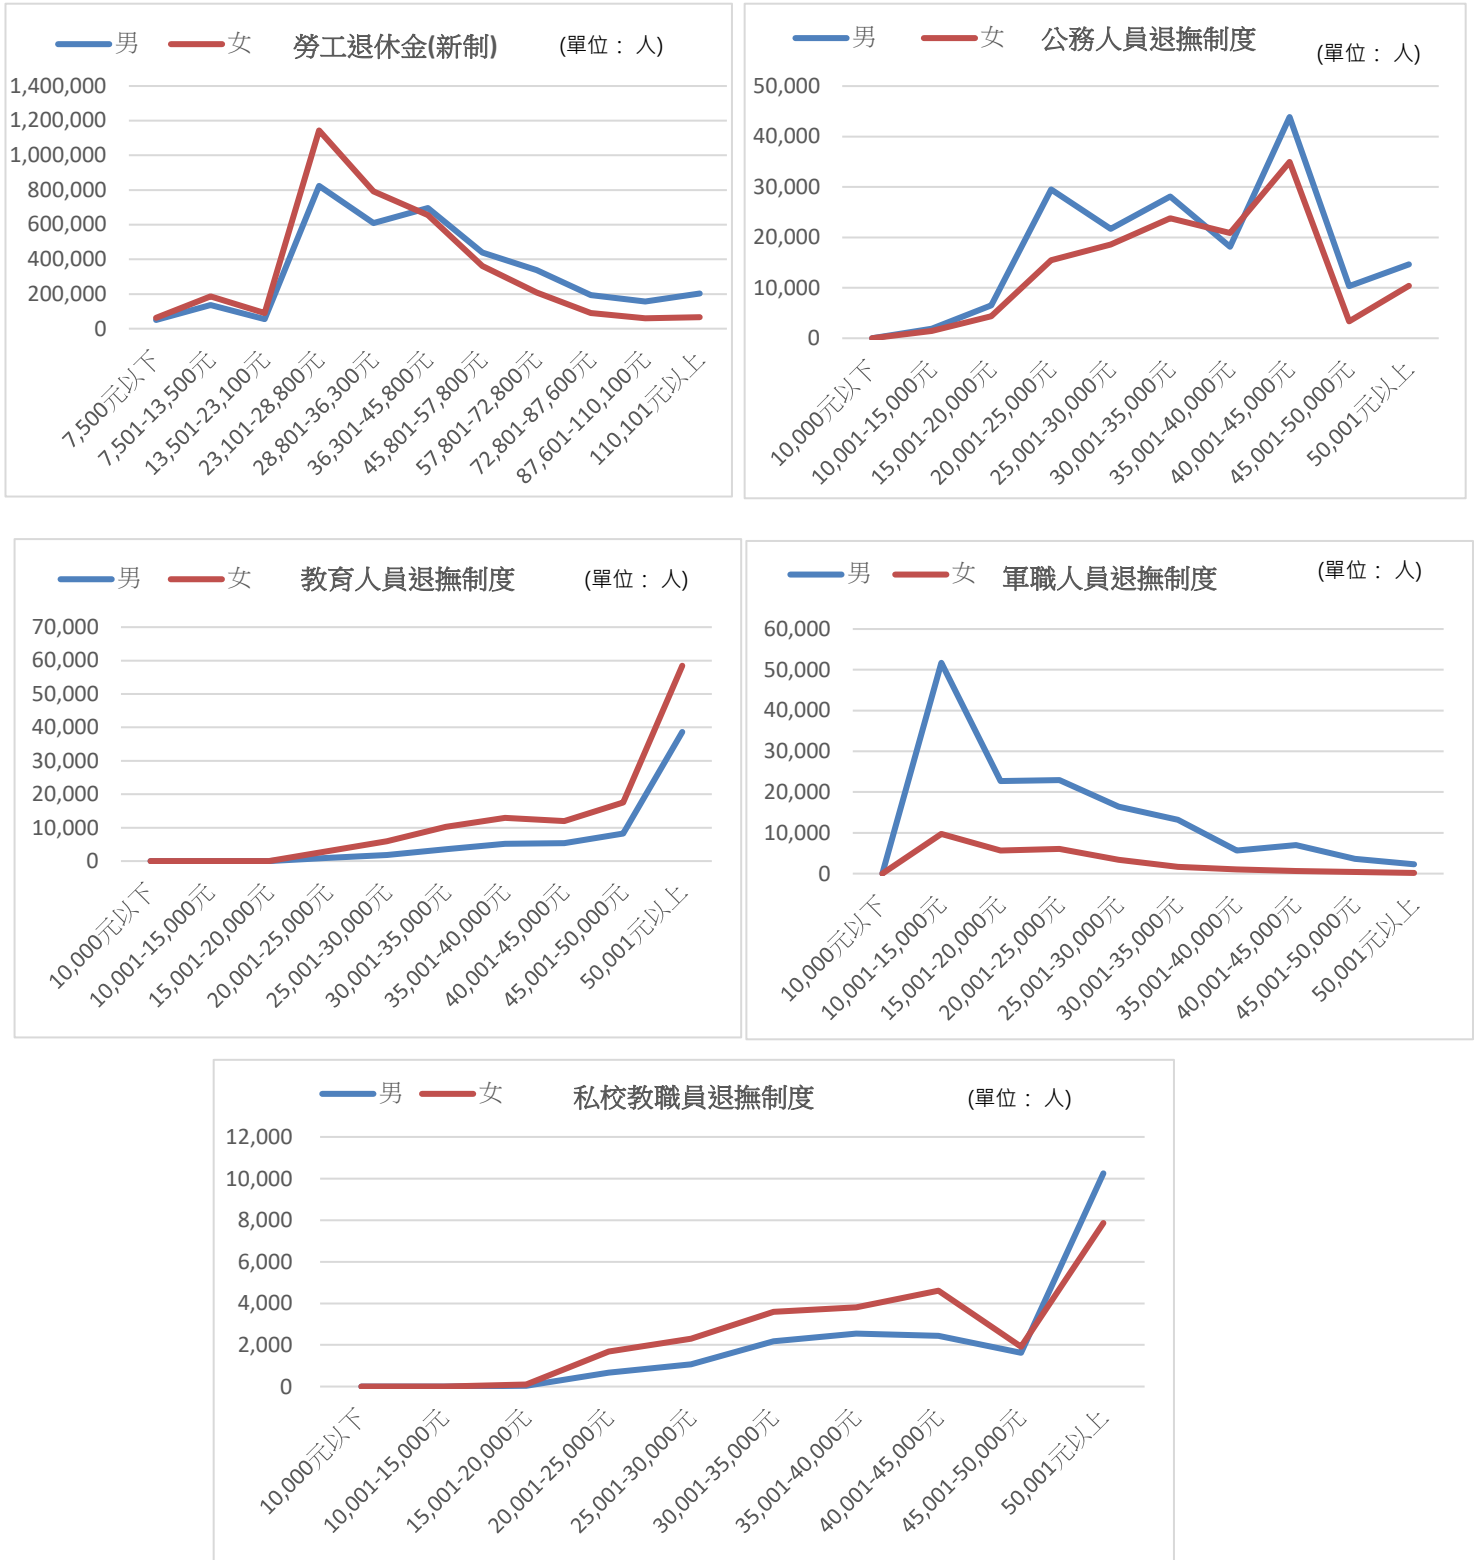 男 女 勞工退休金(新制) (單位： 人)
1,400,000
1,200,000
1,000,000
800,000
600,000
400,000
200,000
0
7,500元以下
7,501-13,500元
13,501-23,100元
23,101-28,800元
28,801-36,300元
36,301-45,800元
45,801-57,800元
57,801-72,800元
72,801-87,600元
87,601-110,100元
110,101元以上
男 女 公務人員退撫制度 (單位： 人)
50,000
40,000
30,000
20,000
10,000
0
10,000元以下
10,001-15,000元
15,001-20,000元
20,001-25,000元
25,001-30,000元
30,001-35,000元
35,001-40,000元
40,001-45,000元
45,001-50,000元
50,001元以上
男 女 教育人員退撫制度 (單位： 人)
70,000
60,000
50,000
40,000
30,000
20,000
10,000
0
10,000元以下
10,001-15,000元
15,001-20,000元
20,001-25,000元
25,001-30,000元
30,001-35,000元
35,001-40,000元
40,001-45,000元
45,001-50,000元
50,001元以上
男 女 軍職人員退撫制度 (單位： 人)
60,000
50,000
40,000
30,000
20,000
10,000
0
10,000元以下
10,001-15,000元
15,001-20,000元
20,001-25,000元
25,001-30,000元
30,001-35,000元
35,001-40,000元
40,001-45,000元
45,001-50,000元
50,001元以上
男 女 私校教職員退撫制度 (單位： 人)
12,000
10,000
8,000
6,000
4,000
2,000
0
10,000元以下
10,001-15,000元
15,001-20,000元
20,001-25,000元
25,001-30,000元
30,001-35,000元
35,001-40,000元
40,001-45,000元
45,001-50,000元
50,001元以上